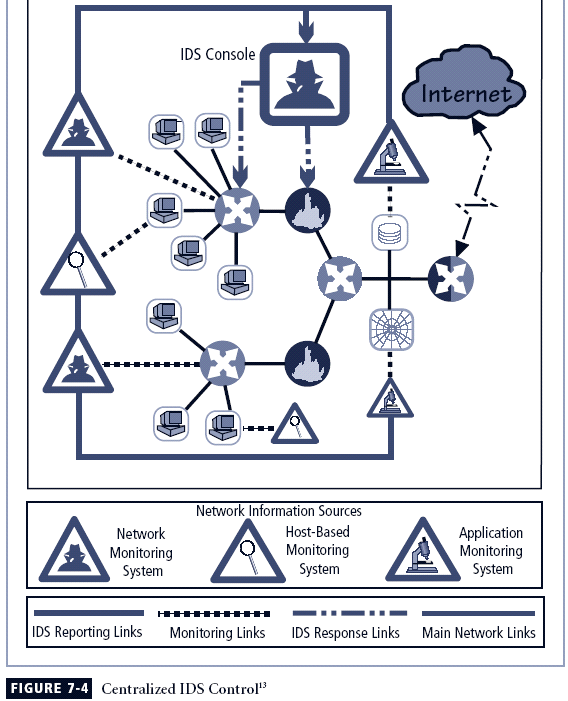 IDS Console
Internet
Network Information Sources
Network
Monitoring
System
Host-Based
Monitoring
System
Application
Monitoring
System
IDS Reporting Links
Monitoring Links
IDS Response Links
Main Network Links
FIGURE 7-4 Centralized IDS Control¹³